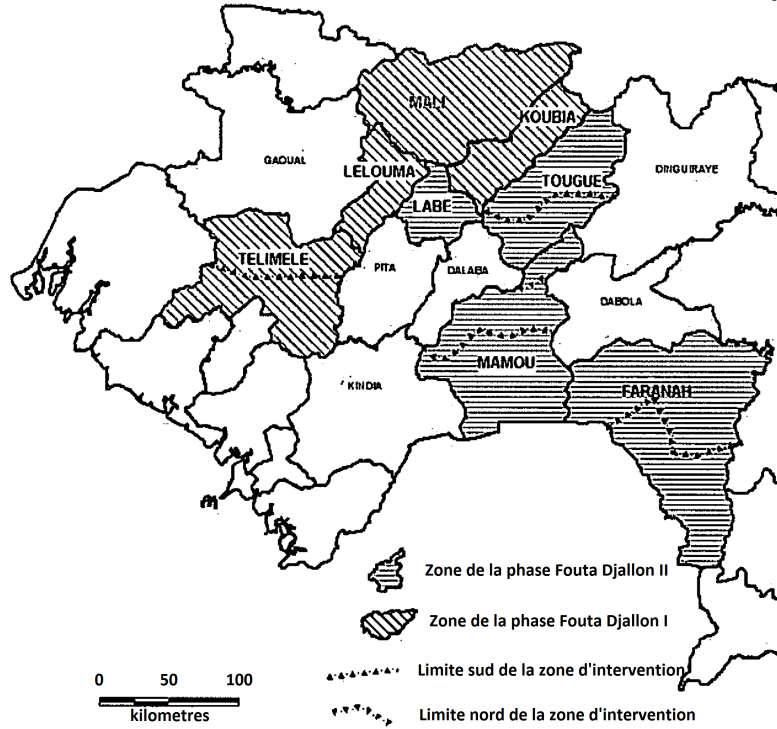 MALI
KOUBIA
GAOUAL
LELOUMA
TOUGUE
DINGUIRAYE
LABE
TELIMELE
PITA
DALABA
DABOLA
MAMOU
KINDIA
FARANAH
Zone de la phase Fouta Djallon II
Zone de la phase Fouta Djallon I
0 50 100
kilometres
Limite sud de la zone d'intervention
Limite nord de la zone d'intervention